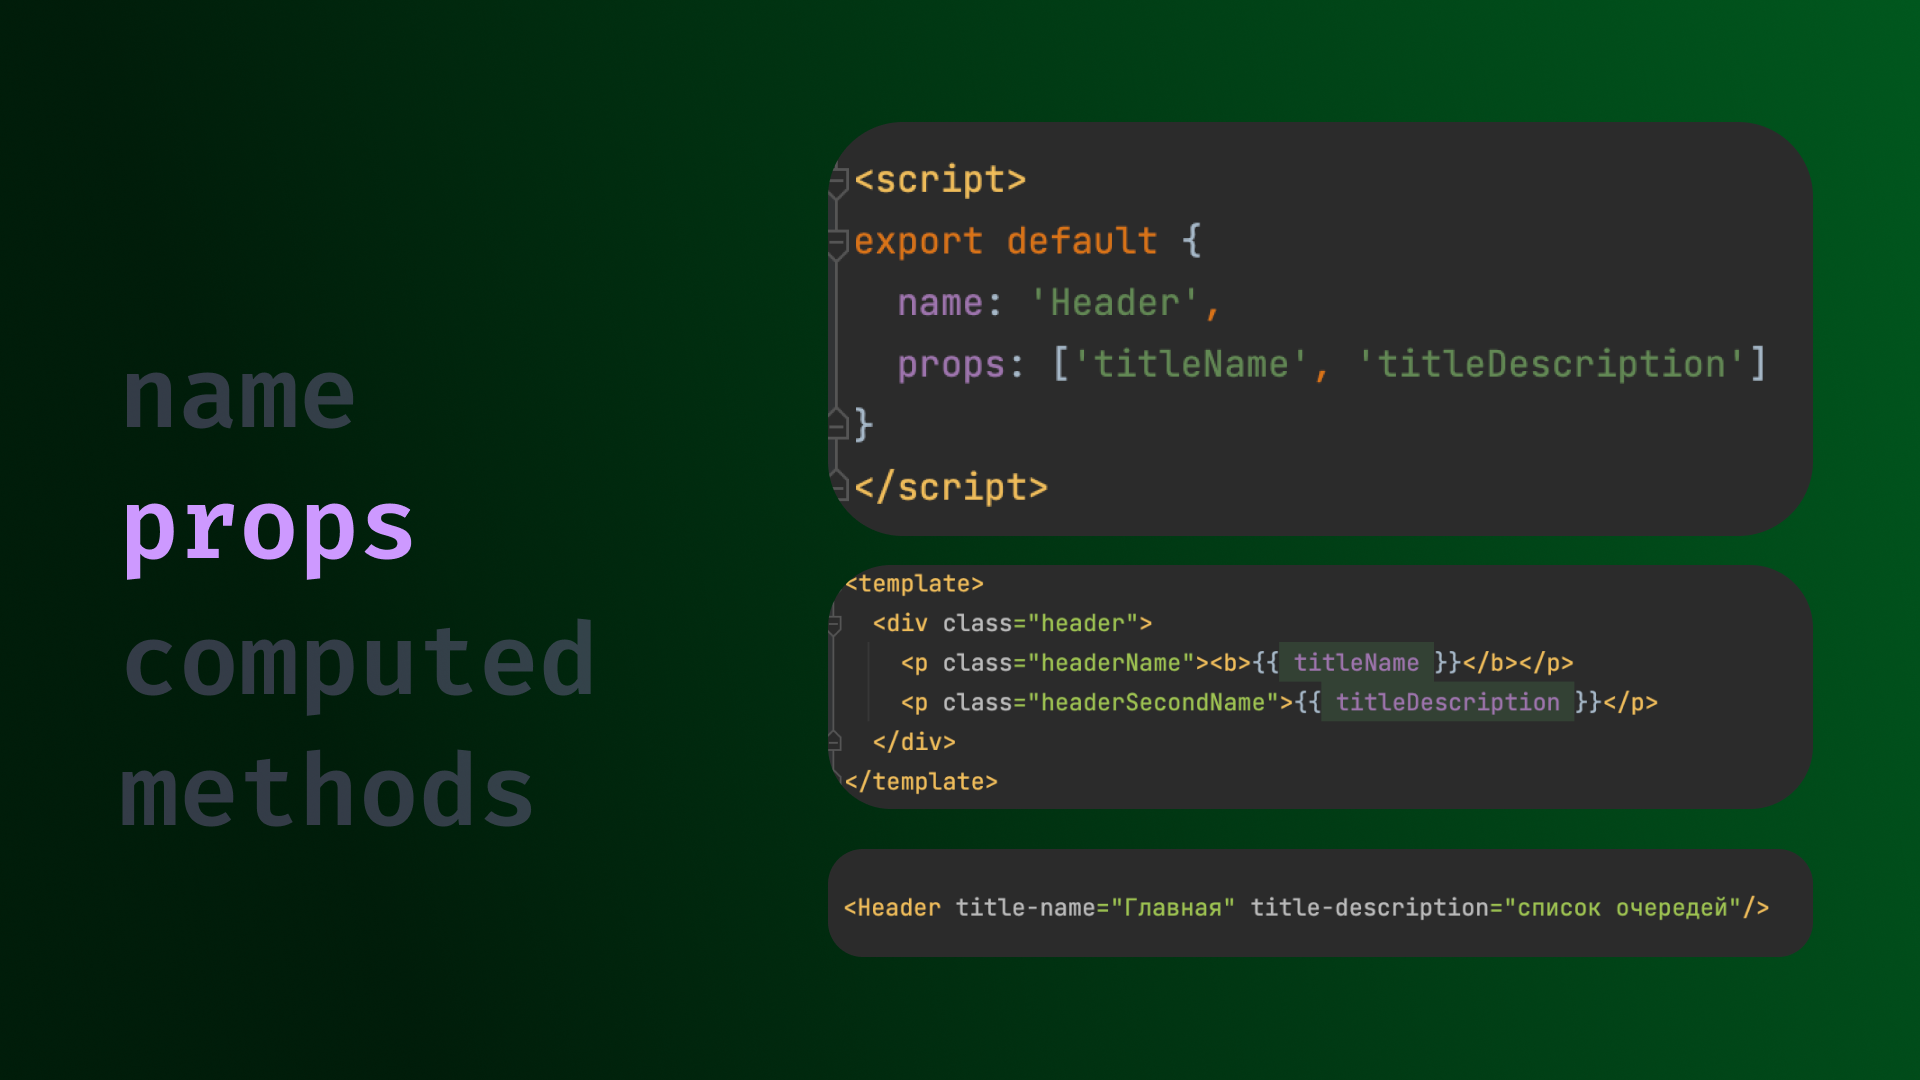 name
props
computed
methods
<script>
export default {
name: 'Header',
props: ['titleName', 'titleDescription']
}
</script>
<template>
<div class="header">
<p class="headerName"><b>{{ titleName }}</b></p>
<p class="headerSecondName">{{ titleDescription }}</p>
</div>
</template>
<Header title-name="Главная" title-description="список очередей"/>